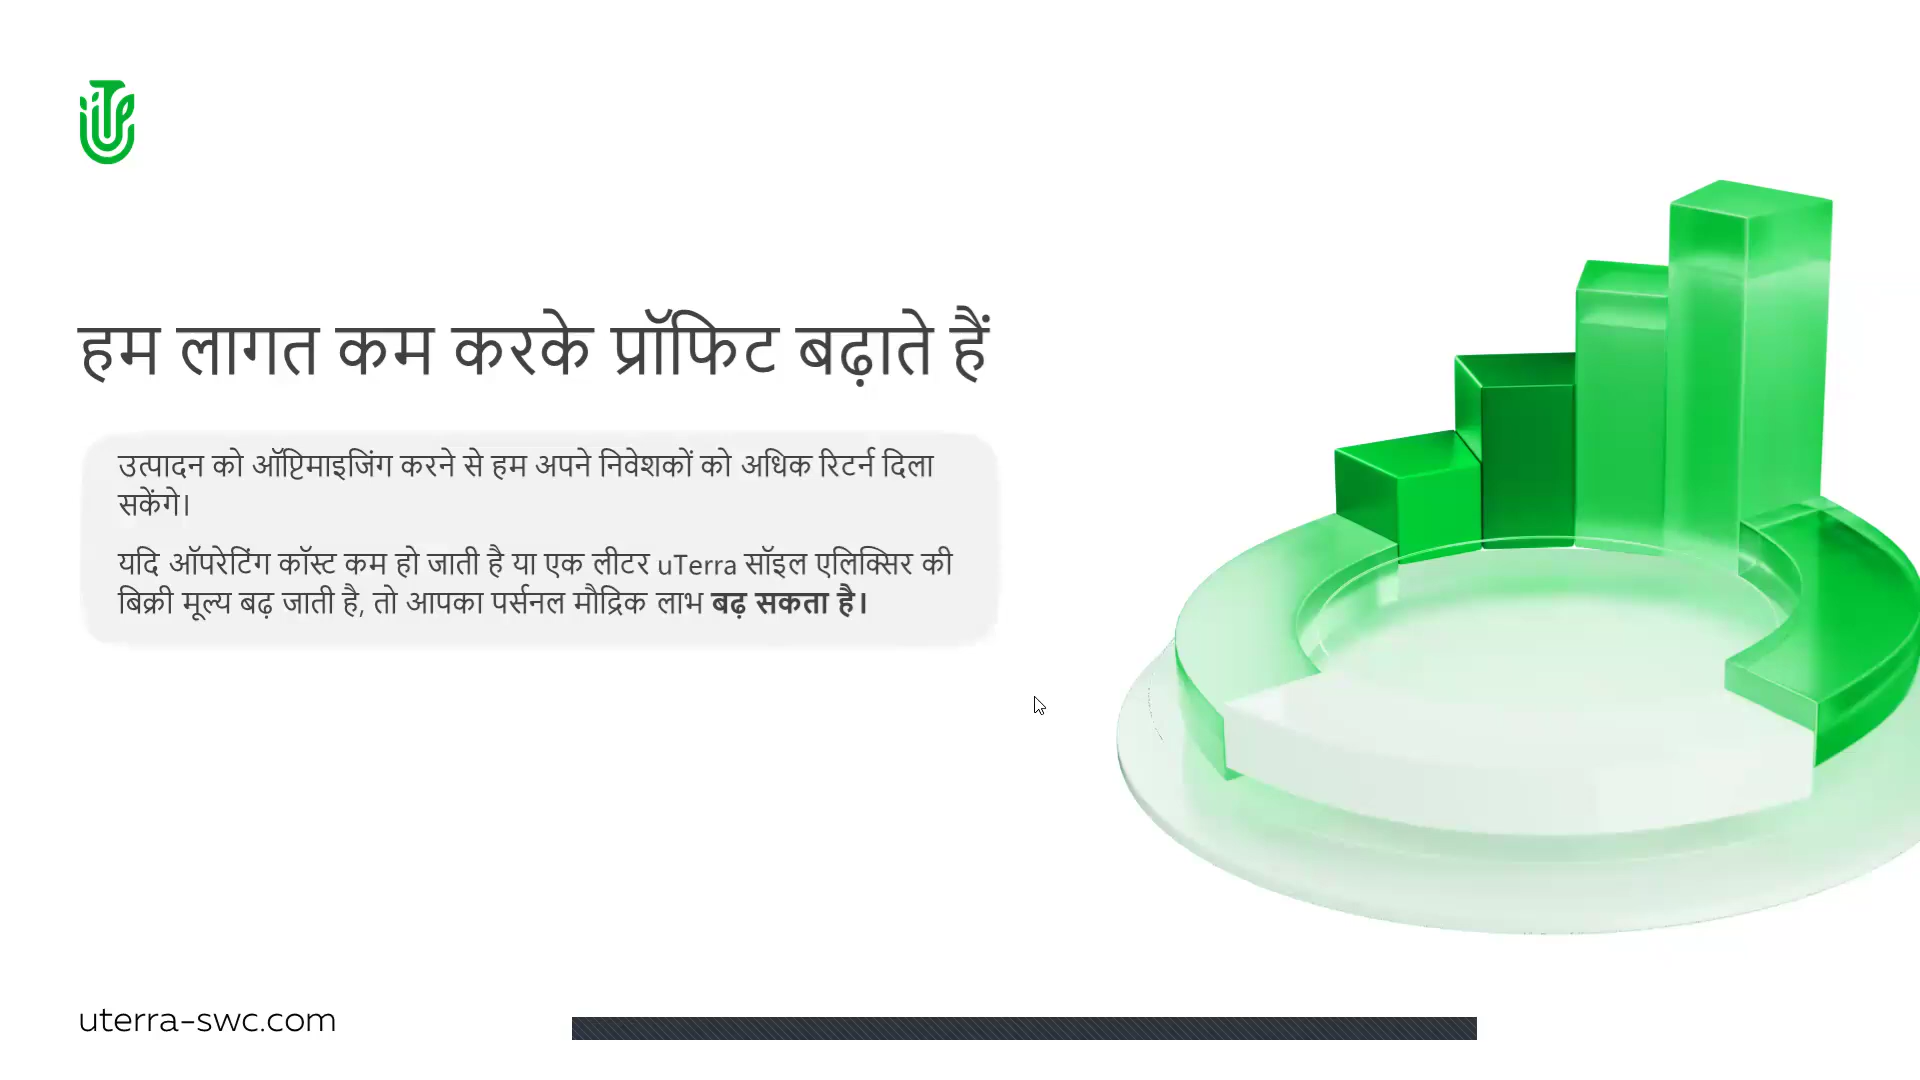 हम लागत कम करके प्रॉफिट बढ़ाते हैं
उत्पादन को ऑप्टिमाइजिंग करने से हम अपने निवेशकों को अधिक रिटर्न दिला
सकेंगे।
यदि ऑपरेटिंग कॉस्ट कम हो जाती है या एक लीटर uTerra सॉइल एलिक्सिर की
बिक्री मूल्य बढ़ जाती है, तो आपका पर्सनल मौद्रिक लाभ बढ़ सकता है।
uterra-swc.com